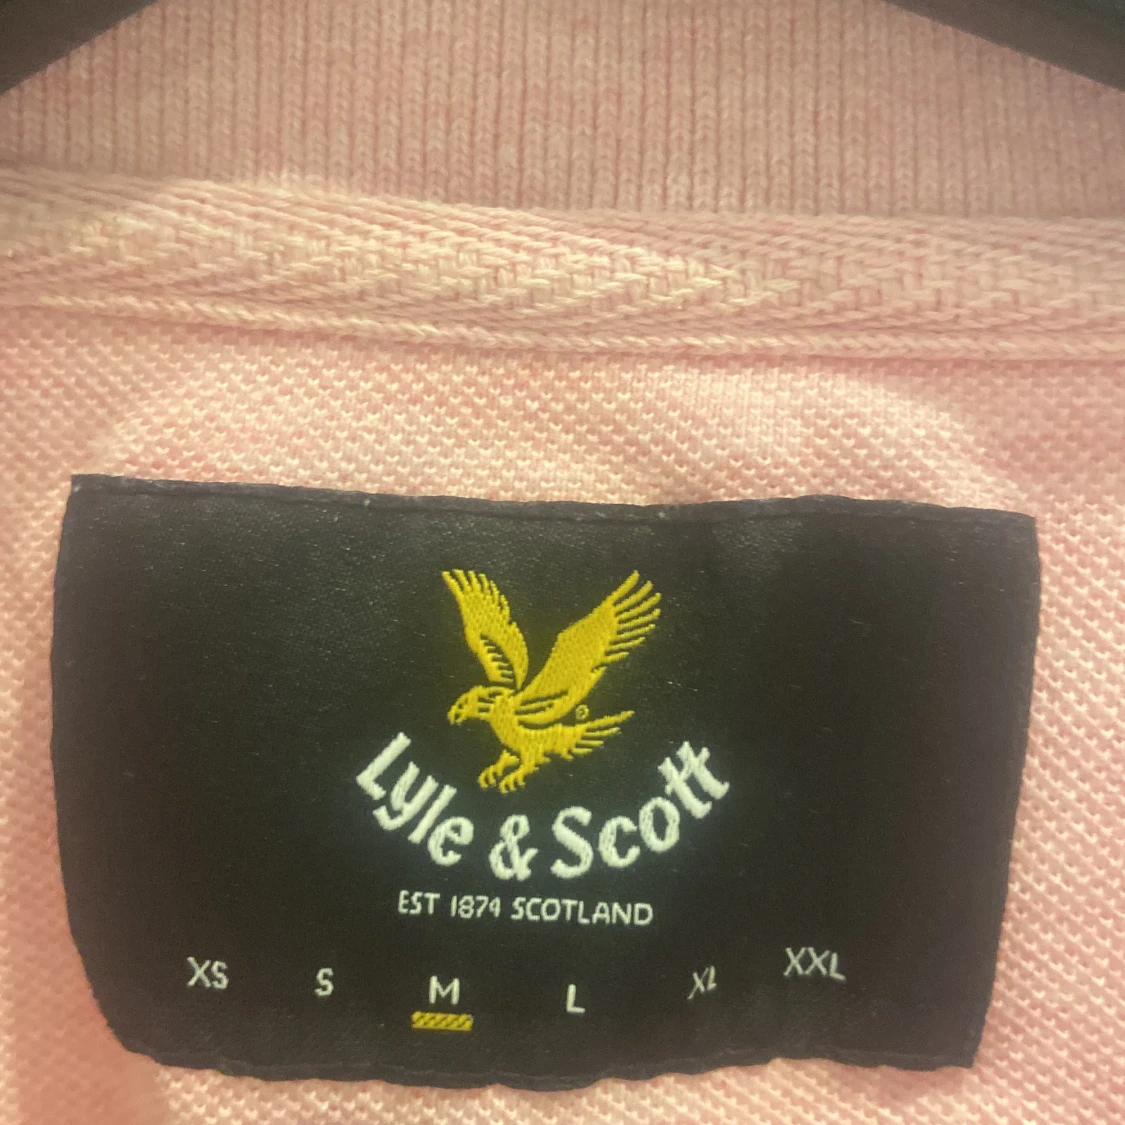 Lyle & Scott
EST 1874 SCOTLAND
XS S M L XL XXL